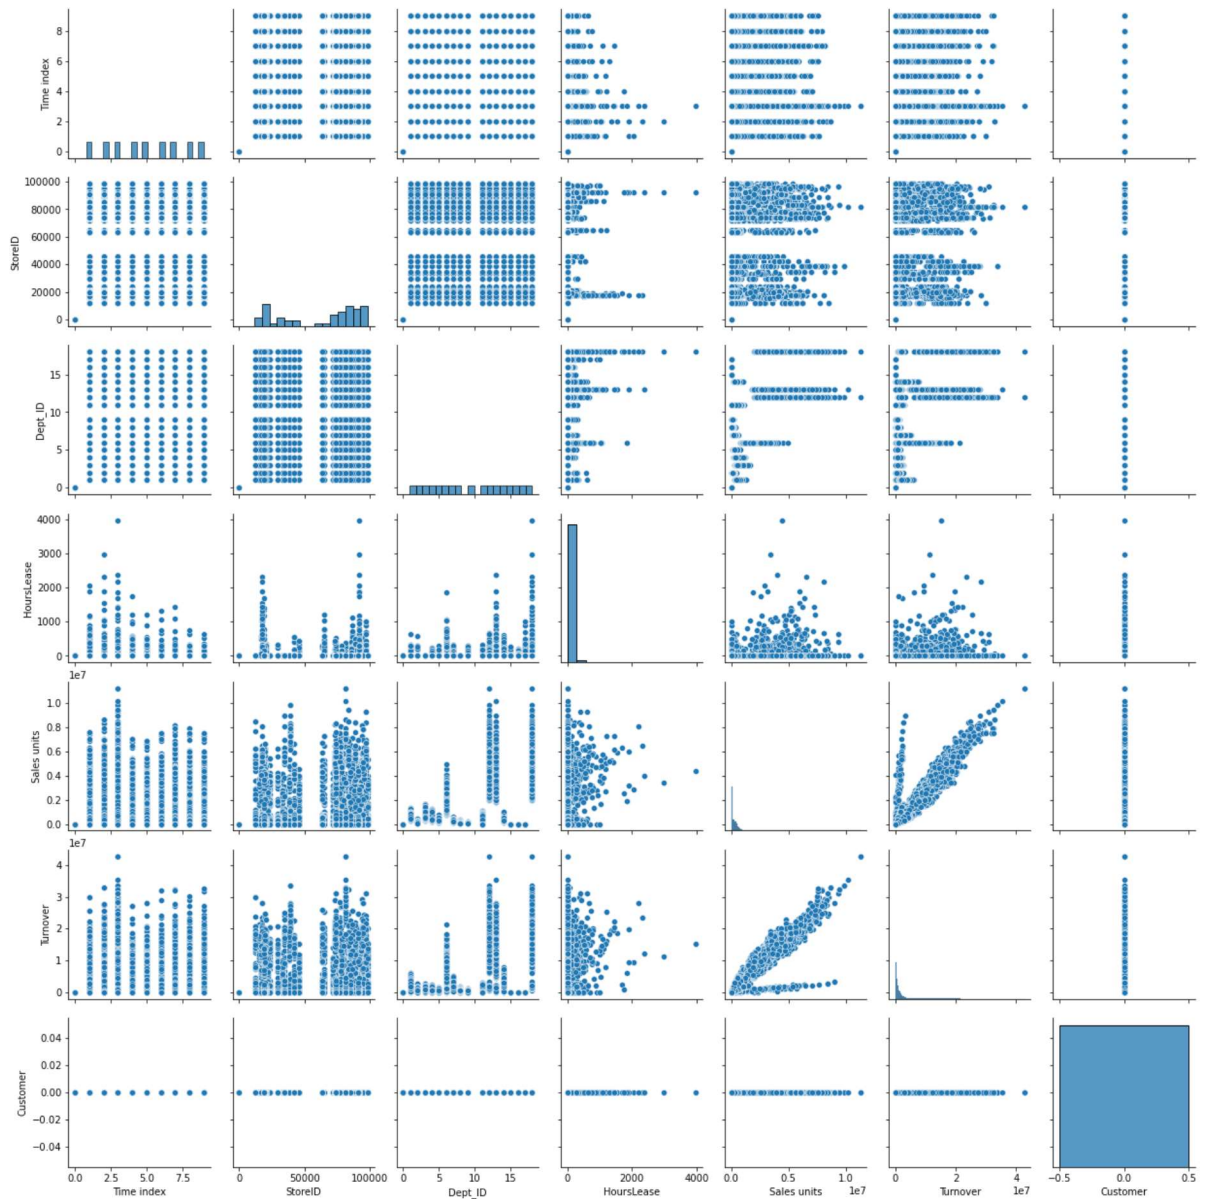 8
6
4
2
0
Time index
100000
80000
60000
40000
20000
0
StoreID
15
10
5
0
Dept_ID
4000
3000
2000
1000
0
HoursLease
1e7
1.0
0.8
0.6
0.4
0.2
0.0
Sales units
1e7
4
3
2
1
0
Turnover
0.04
0.02
0.00
−0.02
−0.04
Customer
0.0 2.5 5.0 7.5
Time index
0 50000 100000
StoreID
0 5 10 15
Dept_ID
0 2000 4000
HoursLease
0.0 0.5 1.0
1e7
Sales units
0 2 4
1e7
Turnover
−0.5 0.0 0.5
Customer